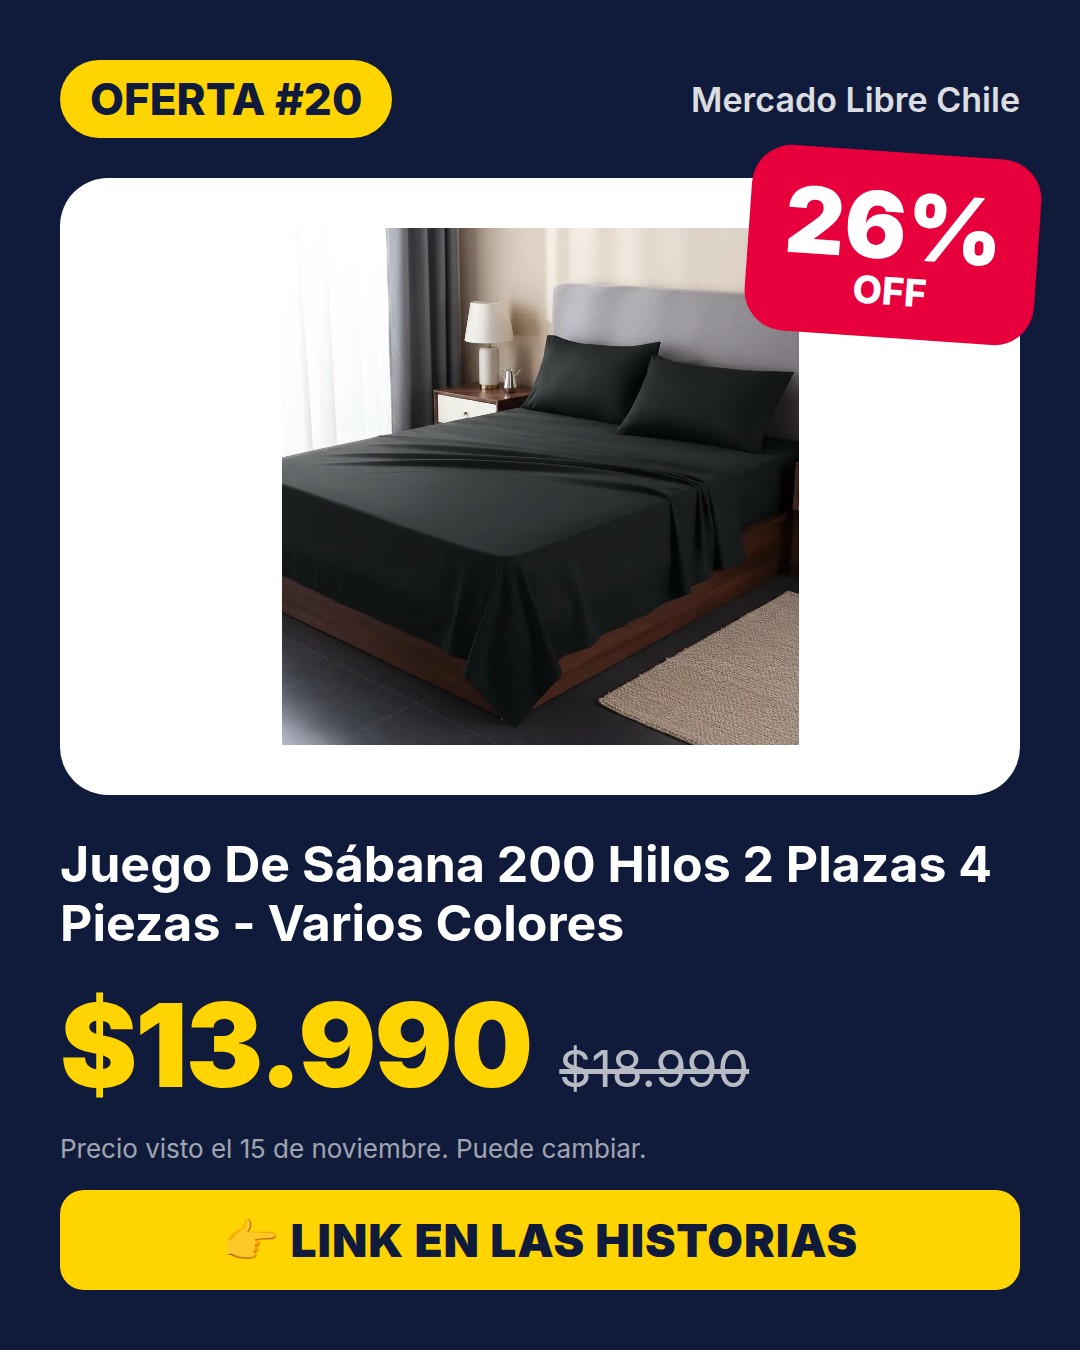 OFERTA #20
Mercado Libre Chile
26%
OFF
Juego De Sábana 200 Hilos 2 Plazas 4
Piezas - Varios Colores
$13.990 $18.990
Precio visto el 15 de noviembre. Puede cambiar.
👉 LINK EN LAS HISTORIAS